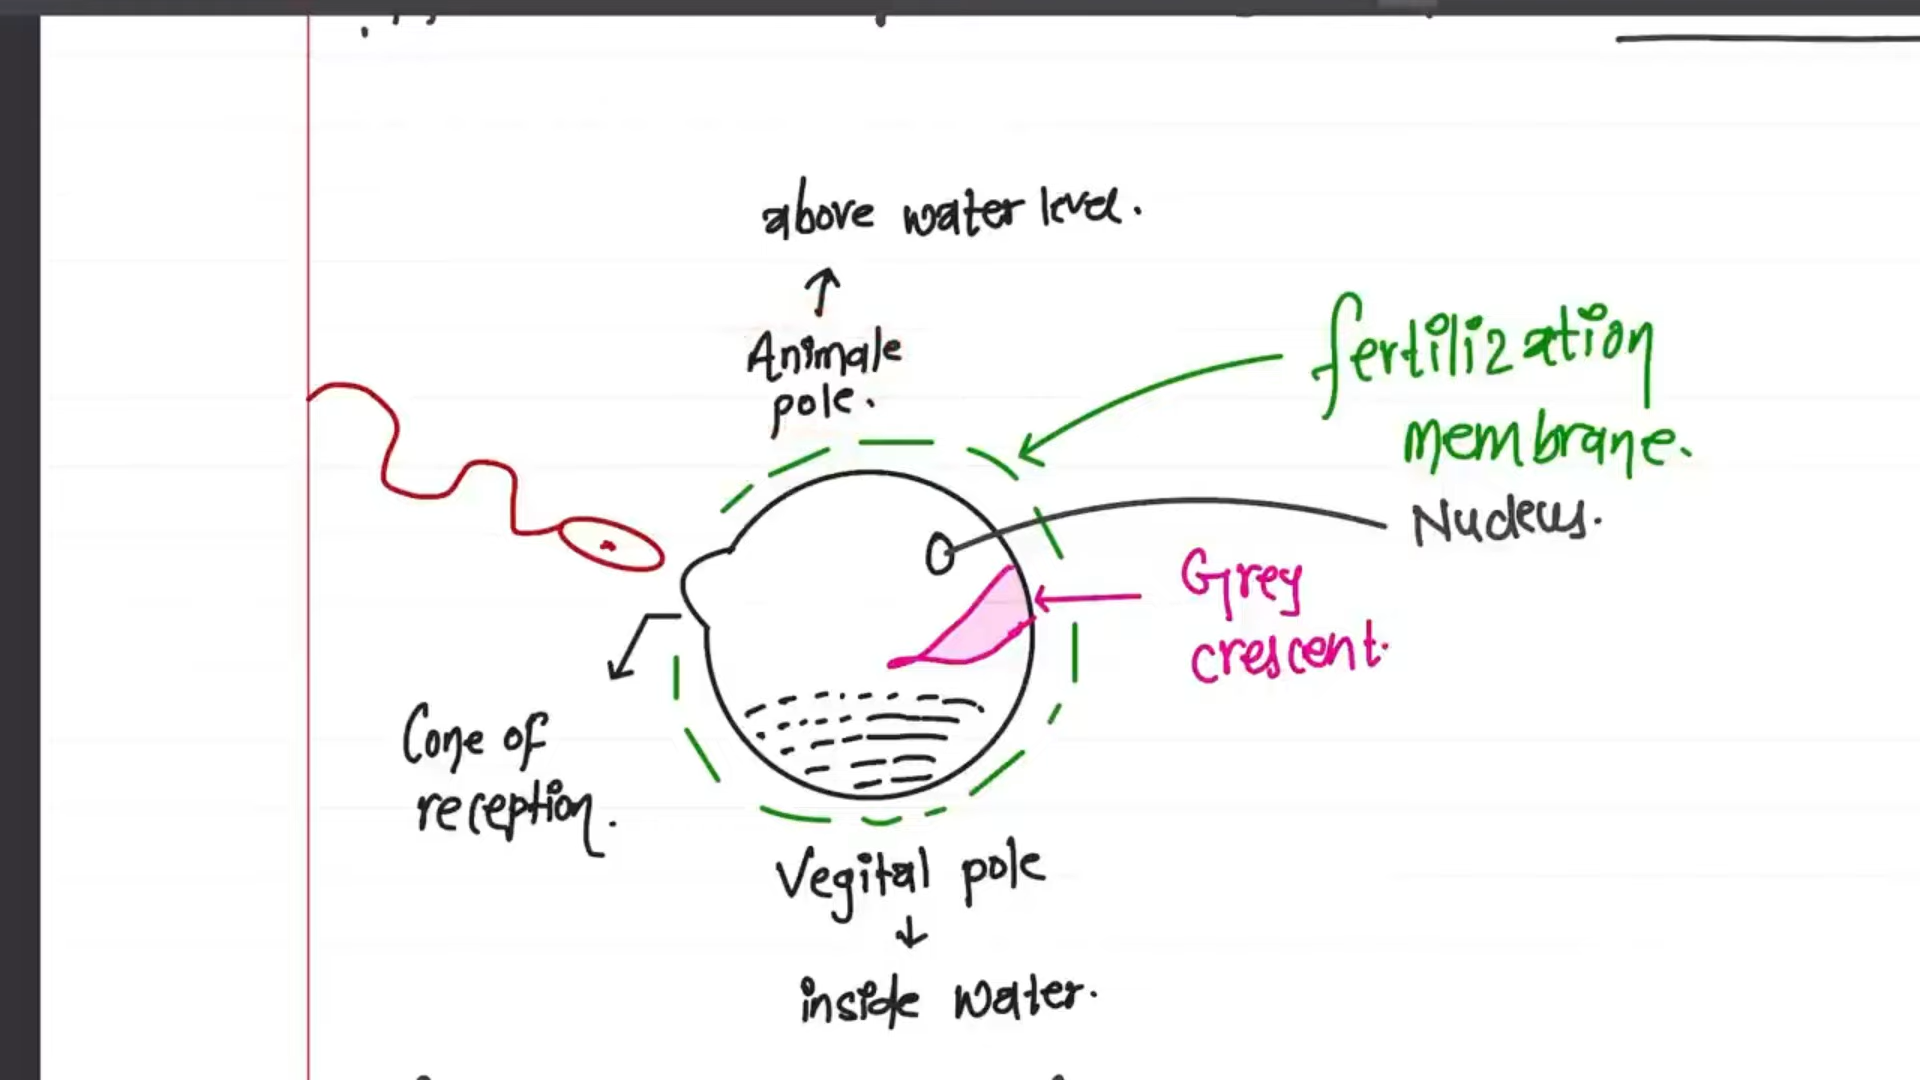 above water level.
Animale
pole.
fertilization
membrane.
Nucleus.
Grey
crescent.
Cone of
reception.
Vegital pole
inside water.